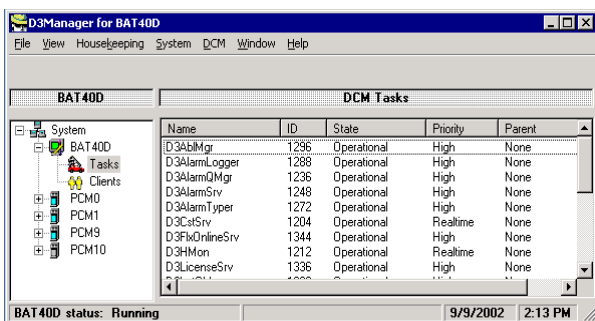 D3Manager for BAT40D
File View Housekeeping System DCM Window Help
BAT40D DCM Tasks
System
BAT40D
Tasks
Clients
PCM0
PCM1
PCM9
PCM10
Name ID State Priority Parent
D3AblMgr 1296 Operational High None
D3AlarmLogger 1288 Operational High None
D3AlarmQMgr 1236 Operational High None
D3AlarmSrv 1248 Operational High None
D3AlarmTyper 1272 Operational High None
D3CstSrv 1204 Operational Realtime None
D3FlxOnlineSrv 1344 Operational High None
D3HMon 1212 Operational Realtime None
D3LicenseSrv 1336 Operational High None
BAT40D status: Running 9/9/2002 2:13 PM